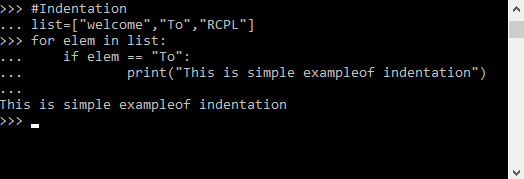 >>> #Indentation
... list=["welcome","To","RCPL"]
>>> for elem in list:
...     if elem == "To":
...             print("This is simple exampleof indentation")
...
This is simple exampleof indentation
>>>